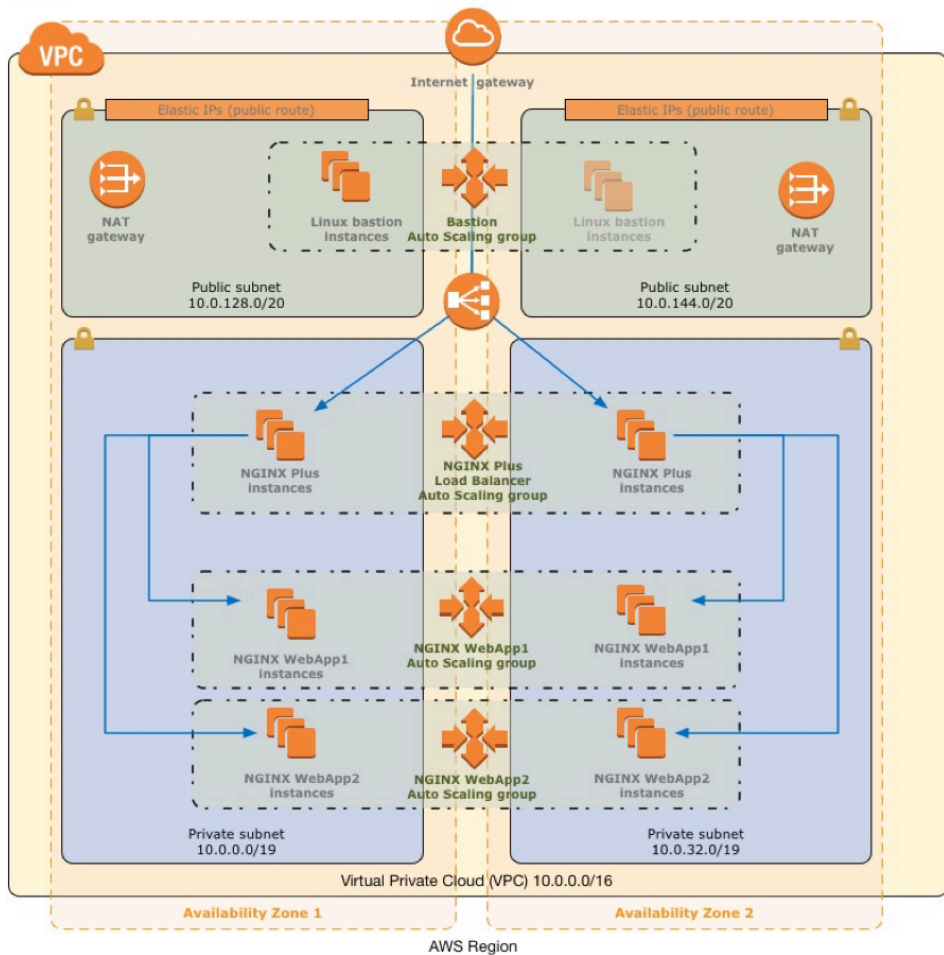 VPC
Internet gateway
Elastic IPs (public route)
Elastic IPs (public route)
NAT
gateway
Linux bastion
instances
Bastion
Auto Scaling group
Linux bastion
instances
NAT
gateway
Public subnet
10.0.128.0/20
Public subnet
10.0.144.0/20
NGINX Plus
instances
NGINX Plus
Load Balancer
Auto Scaling group
NGINX Plus
instances
NGINX WebApp1
instances
NGINX WebApp1
Auto Scaling group
NGINX WebApp1
instances
NGINX WebApp2
instances
NGINX WebApp2
Auto Scaling group
NGINX WebApp2
instances
Private subnet
10.0.0.0/19
Private subnet
10.0.32.0/19
Virtual Private Cloud (VPC) 10.0.0.0/16
Availability Zone 1
Availability Zone 2
AWS Region